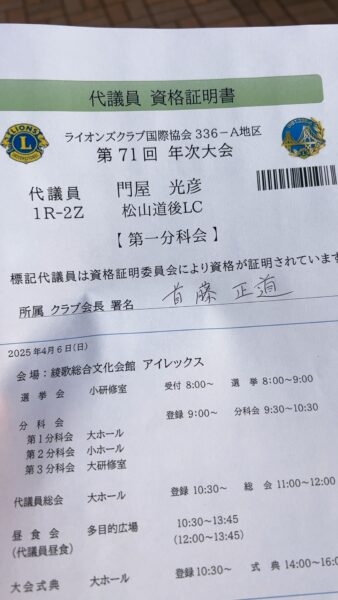 代議員 資格証明書
LIONS
L
INTERNATIONAL
ライオンズクラブ国際協会 336-A地区
第71回 年次大会
代議員 門屋 光彦
1R-2Z 松山道後LC
【 第一分科会 】
標記代議員は資格証明委員会により資格が証明されています
所属 クラブ会長 署名 首藤 正道
2025年4月6日(日)
会場：綾歌総合文化会館 アイレックス
選挙会 小研修室 受付 8:00～ 選挙 8:00～9:00
分科会 登録 9:00～ 分科会 9:30～10:30
第1分科会 大ホール
第2分科会 小ホール
第3分科会 大研修室
代議員総会 大ホール 登録 10:30～ 総会 11:00～12:00
昼食会 多目的広場 10:30～13:45
(代議員昼食) (12:00～13:45)
大会式典 大ホール 登録 10:30～ 式典 14:00～16:0